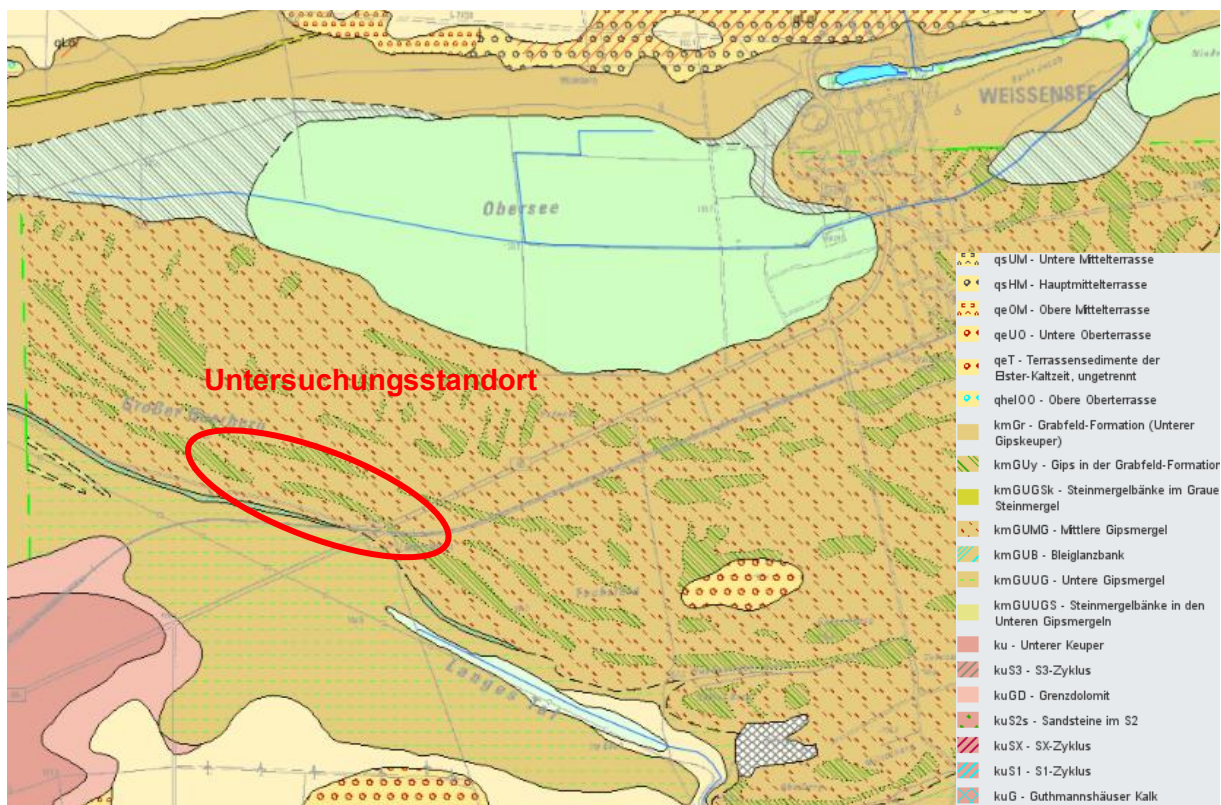 qLo
WEISSENSEE
Obersee
Untersuchungsstandort
Langes Tal
qsUM - Untere Mittelterrasse
qsHM - Hauptmittelterrasse
qeOM - Obere Mittelterrasse
qeUO - Untere Oberterrasse
qeT - Terrassensedimente der
Elster-Kaltzeit, ungetrennt
qhelOO - Obere Oberterrasse
kmGr - Grabfeld-Formation (Unterer
Gipskeuper)
kmGUy - Gips in der Grabfeld-Formation
kmGUGSk - Steinmergelbänke im Graue
Steinmergel
kmGUMG - Mittlere Gipsmergel
kmGUB - Bleiglanzbank
kmGUUG - Untere Gipsmergel
kmGUUGS - Steinmergelbänke in den
Unteren Gipsmergeln
ku - Unterer Keuper
kuS3 - S3-Zyklus
kuGD - Grenzdolomit
kuS2s - Sandsteine im S2
kuSX - SX-Zyklus
kuS1 - S1-Zyklus
kuG - Guthmannshäuser Kalk